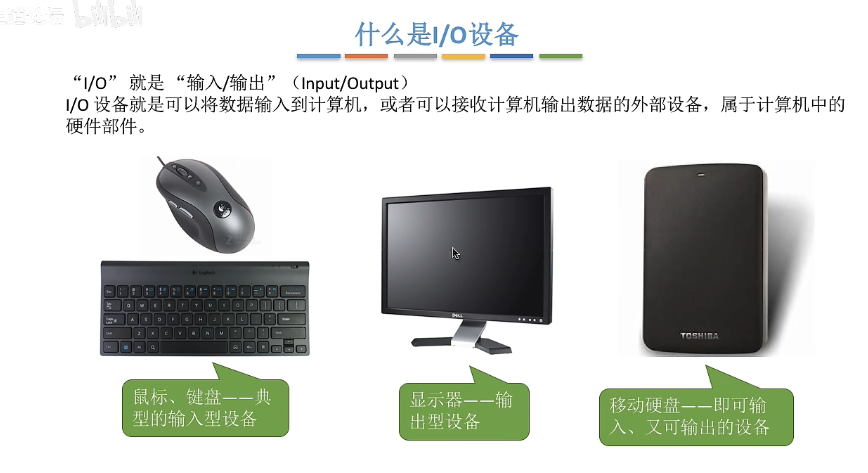 bilibili
什么是I/O设备
“I/O” 就是 “输入/输出”（Input/Output）
I/O 设备就是可以将数据输入到计算机，或者可以接收计算机输出数据的外部设备，属于计算机中的
硬件部件。
DELL
TOSHIBA
鼠标、键盘——典
型的输入型设备
显示器——输
出型设备
移动硬盘——即可输
入、又可输出的设备